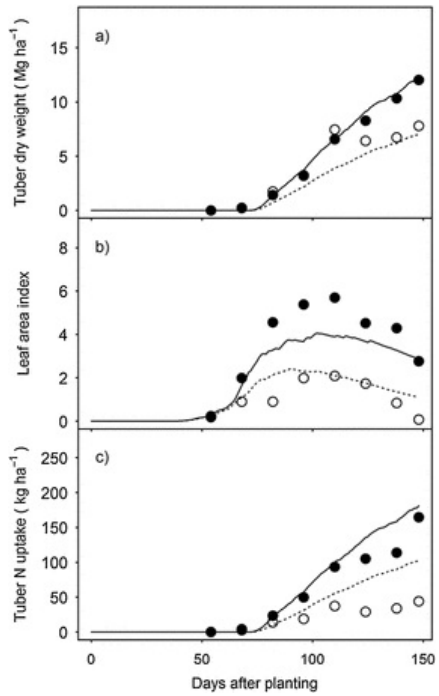 a)
Tuber dry weight ( Mg ha⁻¹ )
15
10
5
0
b)
Leaf area index
8
6
4
2
0
c)
Tuber N uptake ( kg ha⁻¹ )
250
200
150
100
50
0
0 50 100 150
Days after planting